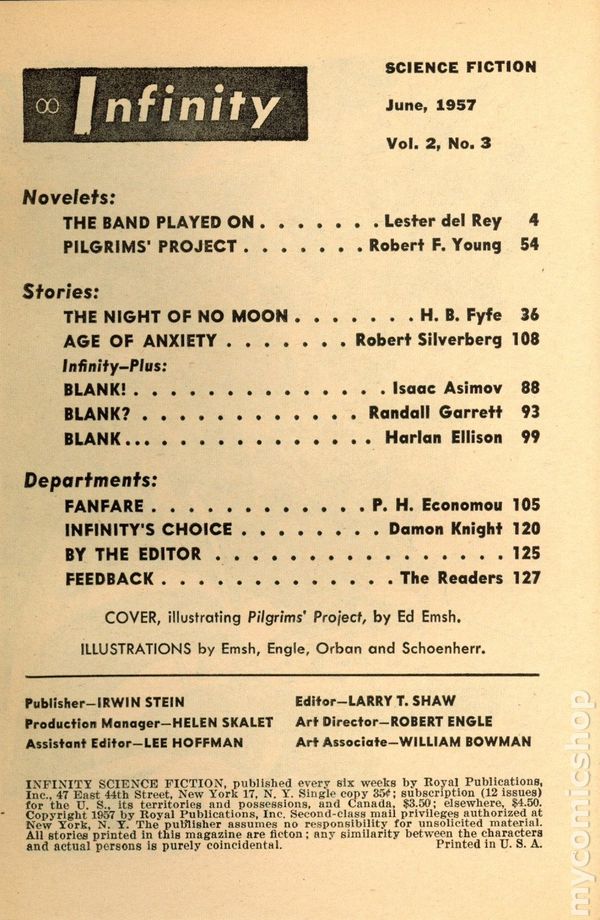 ∞ Infinity
SCIENCE FICTION
June, 1957
Vol. 2, No. 3
Novelets:
THE BAND PLAYED ON . . . . . . . Lester del Rey 4
PILGRIMS' PROJECT . . . . . . . Robert F. Young 54
Stories:
THE NIGHT OF NO MOON . . . . . . . H. B. Fyfe 36
AGE OF ANXIETY . . . . . . . Robert Silverberg 108
Infinity—Plus:
BLANK! . . . . . . . . . . . . . . Isaac Asimov 88
BLANK? . . . . . . . . . . . . Randall Garrett 93
BLANK... . . . . . . . . . . . . . Harlan Ellison 99
Departments:
FANFARE . . . . . . . . . . . . P. H. Economou 105
INFINITY'S CHOICE . . . . . . . . Damon Knight 120
BY THE EDITOR . . . . . . . . . . . . . . . . . 125
FEEDBACK . . . . . . . . . . . . . The Readers 127
COVER, illustrating Pilgrims' Project, by Ed Emsh.
ILLUSTRATIONS by Emsh, Engle, Orban and Schoenherr.
Publisher—IRWIN STEIN
Editor—LARRY T. SHAW
Production Manager—HELEN SKALET
Art Director—ROBERT ENGLE
Assistant Editor—LEE HOFFMAN
Art Associate—WILLIAM BOWMAN
INFINITY SCIENCE FICTION, published every six weeks by Royal Publications,
Inc., 47 East 44th Street, New York 17, N. Y. Single copy 35¢; subscription (12 issues)
for the U. S., its territories and possessions, and Canada, $3.50; elsewhere, $4.50.
Copyright 1957 by Royal Publications, Inc. Second-class mail privileges authorized at
New York, N. Y. The publisher assumes no responsibility for unsolicited material.
All stories printed in this magazine are ficton; any similarity between the characters
and actual persons is purely coincidental. Printed in U. S. A.
mycomicshop